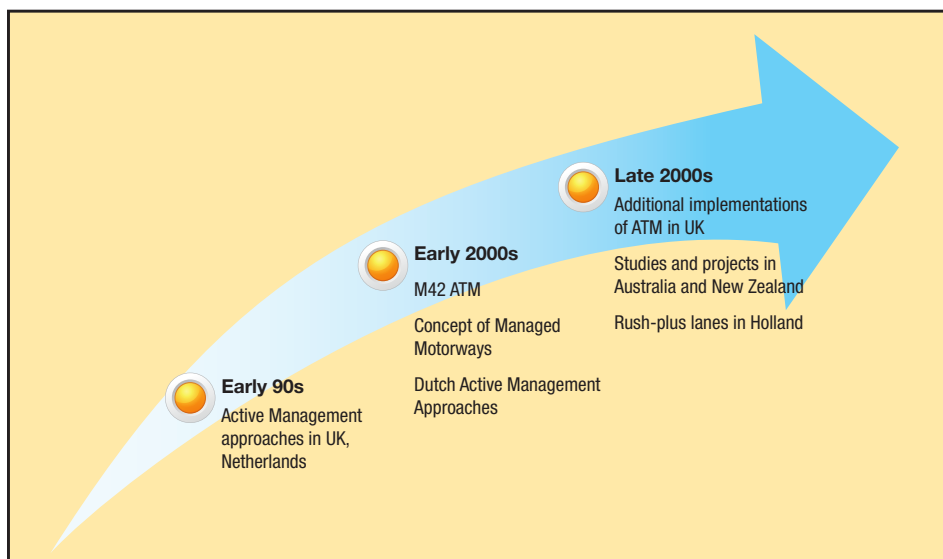 Early 90s
Active Management
approaches in UK,
Netherlands
Early 2000s
M42 ATM
Concept of Managed
Motorways
Dutch Active Management
Approaches
Late 2000s
Additional implementations
of ATM in UK
Studies and projects in
Australia and New Zealand
Rush-plus lanes in Holland